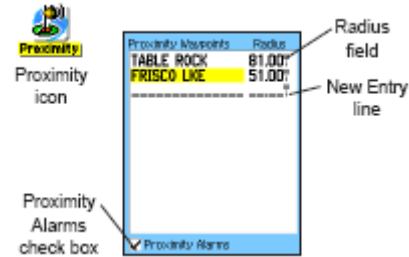 Proximity
Proximity
icon
Proximity Waypoints Radius
TABLE ROCK 81.00
FRISCO LKE 51.00
Proximity Alarms
Radius
field
New Entry
line
Proximity
Alarms
check box